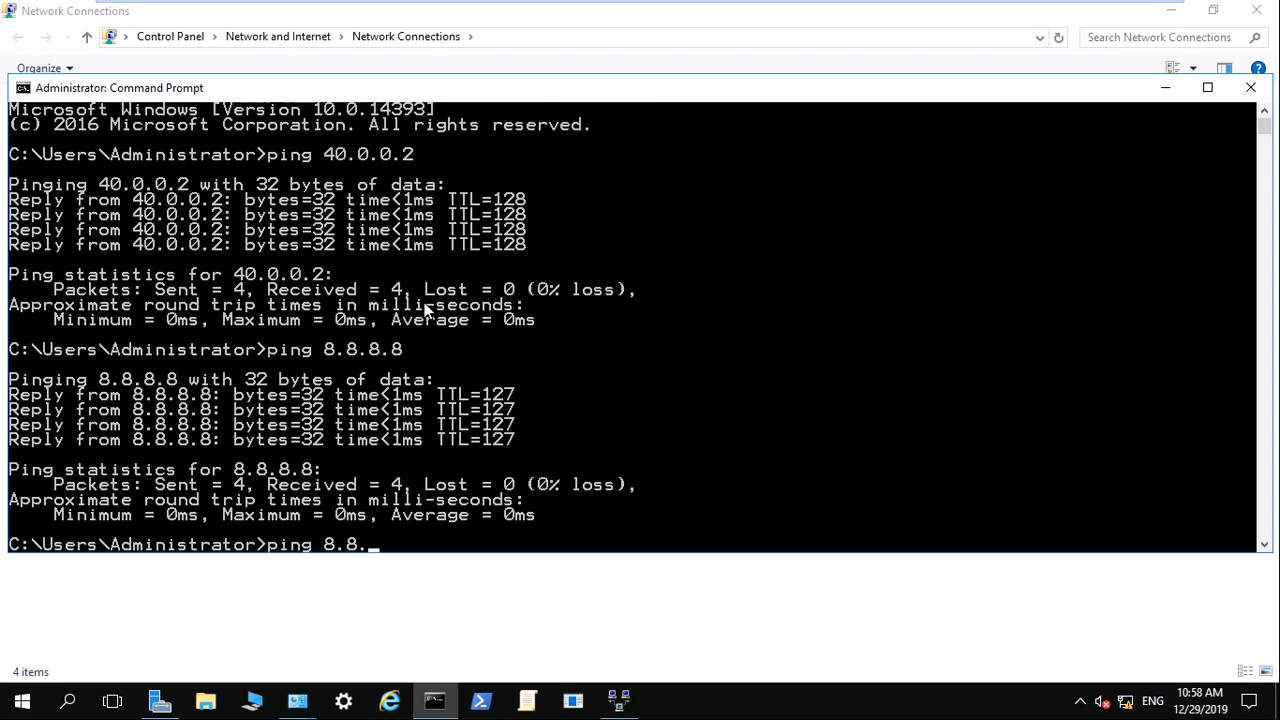 Network Connections
Control Panel
Network and Internet
Network Connections
Search Network Connections
Organize
Administrator: Command Prompt
Microsoft Windows [Version 10.0.14393]
(c) 2016 Microsoft Corporation. All rights reserved.
C:\Users\Administrator>ping 40.0.0.2
Pinging 40.0.0.2 with 32 bytes of data:
Reply from 40.0.0.2: bytes=32 time<1ms TTL=128
Reply from 40.0.0.2: bytes=32 time<1ms TTL=128
Reply from 40.0.0.2: bytes=32 time<1ms TTL=128
Reply from 40.0.0.2: bytes=32 time<1ms TTL=128
Ping statistics for 40.0.0.2:
Packets: Sent = 4, Received = 4, Lost = 0 (0% loss),
Approximate round trip times in milli-seconds:
Minimum = 0ms, Maximum = 0ms, Average = 0ms
C:\Users\Administrator>ping 8.8.8.8
Pinging 8.8.8.8 with 32 bytes of data:
Reply from 8.8.8.8: bytes=32 time<1ms TTL=127
Reply from 8.8.8.8: bytes=32 time<1ms TTL=127
Reply from 8.8.8.8: bytes=32 time<1ms TTL=127
Reply from 8.8.8.8: bytes=32 time<1ms TTL=127
Ping statistics for 8.8.8.8:
Packets: Sent = 4, Received = 4, Lost = 0 (0% loss),
Approximate round trip times in milli-seconds:
Minimum = 0ms, Maximum = 0ms, Average = 0ms
C:\Users\Administrator>ping 8.8._
4 items
ENG
10:58 AM
12/29/2019